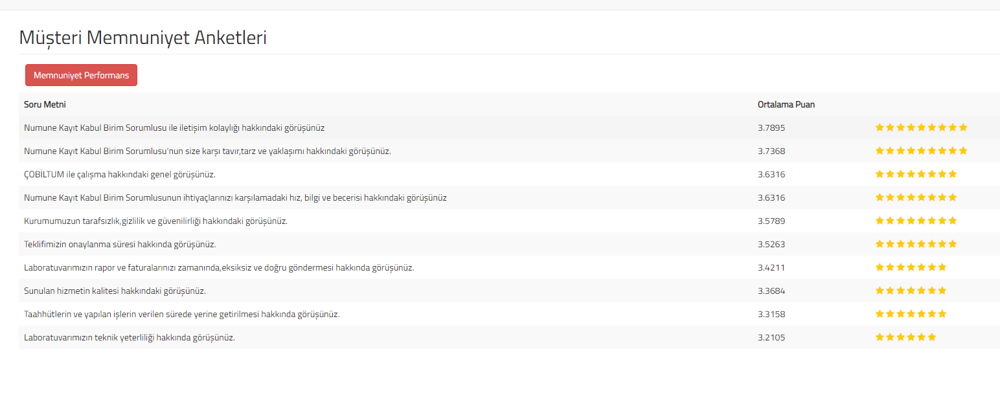 Müşteri Memnuniyet Anketleri
Memnuniyet Performans
Soru Metni Ortalama Puan
Numune Kayıt Kabul Birim Sorumlusu ile iletişim kolaylığı hakkındaki görüşünüz 3.7895
Numune Kayıt Kabul Birim Sorumlusu'nun size karşı tavır,tarz ve yaklaşımı hakkındaki görüşünüz. 3.7368
ÇOBİLTUM ile çalışma hakkındaki genel görüşünüz. 3.6316
Numune Kayıt Kabul Birim Sorumlusunun ihtiyaçlarınızı karşılamadaki hız, bilgi ve becerisi hakkındaki görüşünüz 3.6316
Kurumumuzun tarafsızlık,gizlilik ve güvenilirliği hakkındaki görüşünüz. 3.5789
Teklifimizin onaylanma süresi hakkında görüşünüz. 3.5263
Laboratuvarımızın rapor ve faturalarınızı zamanında,eksiksiz ve doğru göndermesi hakkında görüşünüz. 3.4211
Sunulan hizmetin kalitesi hakkındaki görüşünüz. 3.3684
Taahhütlerin ve yapılan işlerin verilen sürede yerine getirilmesi hakkında görüşünüz. 3.3158
Laboratuvarımızın teknik yeterliliği hakkında görüşünüz. 3.2105